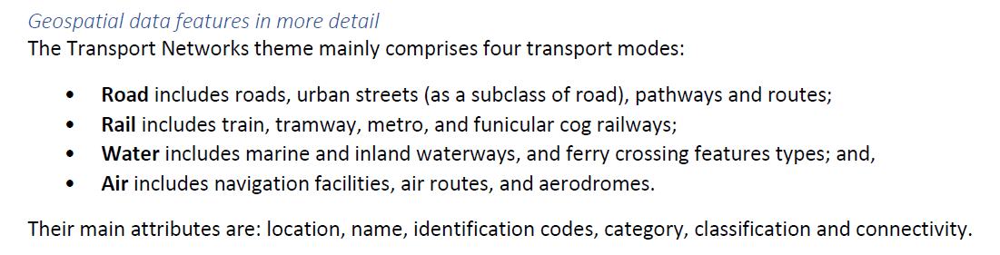 Geospatial data features in more detail
The Transport Networks theme mainly comprises four transport modes:
• Road includes roads, urban streets (as a subclass of road), pathways and routes;
• Rail includes train, tramway, metro, and funicular cog railways;
• Water includes marine and inland waterways, and ferry crossing features types; and,
• Air includes navigation facilities, air routes, and aerodromes.
Their main attributes are: location, name, identification codes, category, classification and connectivity.